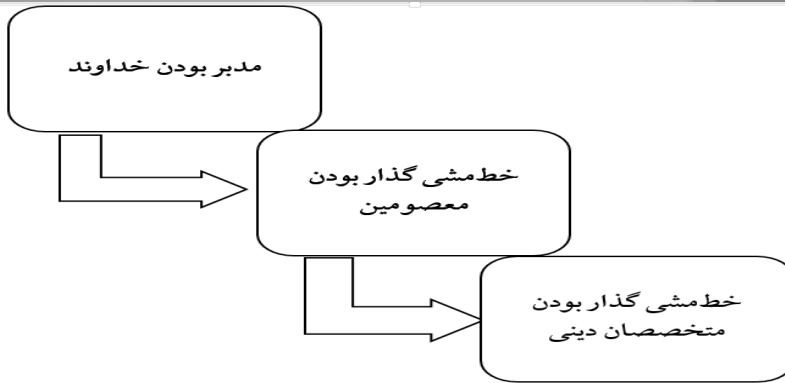 مدبر بودن خداوند
خط‌مشی گذار بودن
معصومین
خط‌مشی گذار بودن
متخصصان دینی